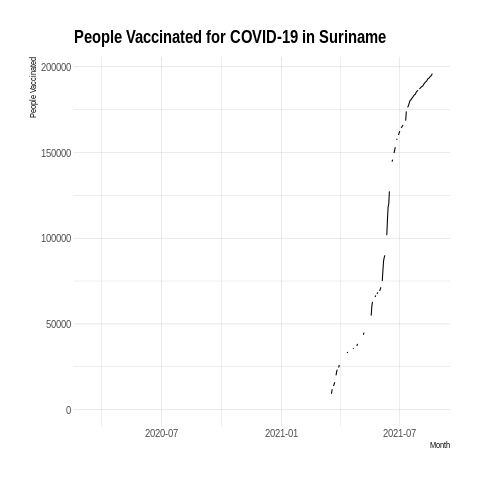 People Vaccinated for COVID-19 in Suriname
People Vaccinated
200000
150000
100000
50000
0
2020-07
2021-01
2021-07
Month